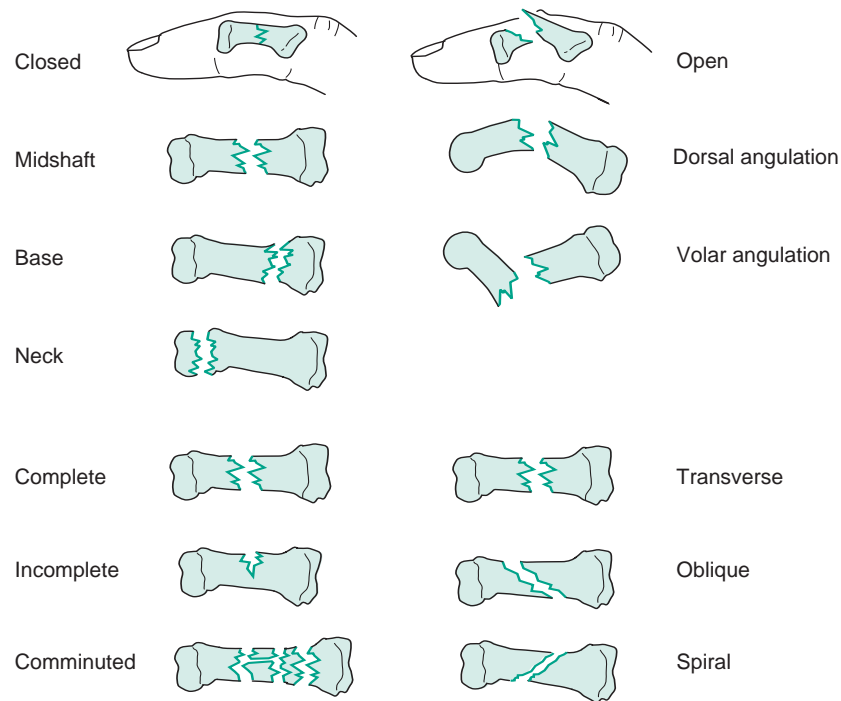 Closed
Open
Midshaft
Dorsal angulation
Base
Volar angulation
Neck
Complete
Transverse
Incomplete
Oblique
Comminuted
Spiral